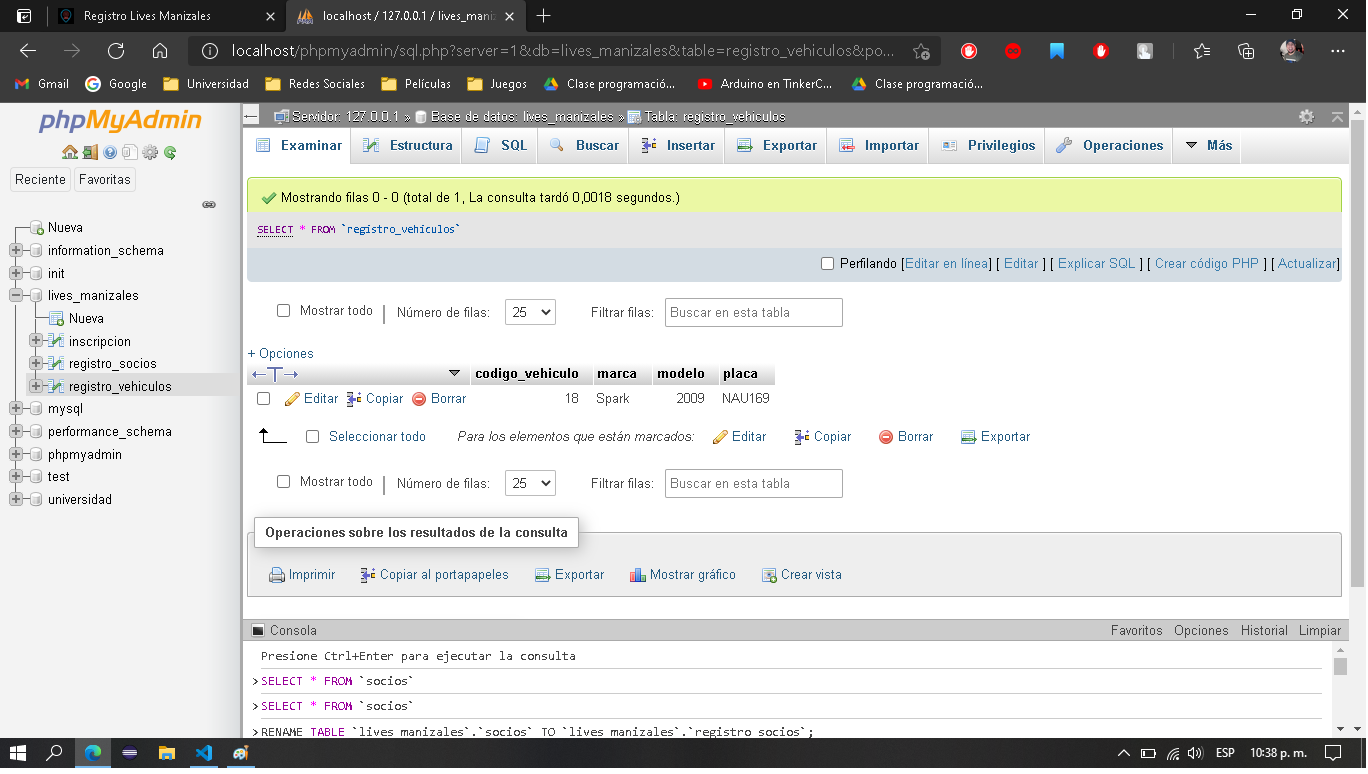 Registro Lives Manizales
localhost / 127.0.0.1 / lives_maniz
localhost/phpmyadmin/sql.php?server=1&db=lives_manizales&table=registro_vehiculos&po...
Gmail Google Universidad Redes Sociales Películas Juegos Clase programació... Arduino en TinkerC... Clase programació...
phpMyAdmin
Reciente Favoritas
Nueva
information_schema
init
lives_manizales
Nueva
inscripcion
registro_socios
registro_vehiculos
mysql
performance_schema
phpmyadmin
test
universidad
Servidor: 127.0.0.1 » Base de datos: lives_manizales » Tabla: registro_vehiculos
Examinar Estructura SQL Buscar Insertar Exportar Importar Privilegios Operaciones Más
Mostrando filas 0 - 0 (total de 1, La consulta tardó 0,0018 segundos.)
SELECT * FROM `registro_vehiculos`
Perfilando [Editar en línea] [ Editar ] [ Explicar SQL ] [ Crear código PHP ] [ Actualizar]
Mostrar todo | Número de filas: 25 Filtrar filas: Buscar en esta tabla
+ Opciones
←T→ codigo_vehiculo marca modelo placa
Editar Copiar Borrar 18 Spark 2009 NAU169
Seleccionar todo Para los elementos que están marcados: Editar Copiar Borrar Exportar
Mostrar todo | Número de filas: 25 Filtrar filas: Buscar en esta tabla
Operaciones sobre los resultados de la consulta
Imprimir Copiar al portapapeles Exportar Mostrar gráfico Crear vista
Consola Favoritos Opciones Historial Limpiar
Presione Ctrl+Enter para ejecutar la consulta
>SELECT * FROM `socios`
>SELECT * FROM `socios`
>RENAME TABLE `lives_manizales`.`socios` TO `lives_manizales`.`registro_socios`;
ESP 10:38 p. m.